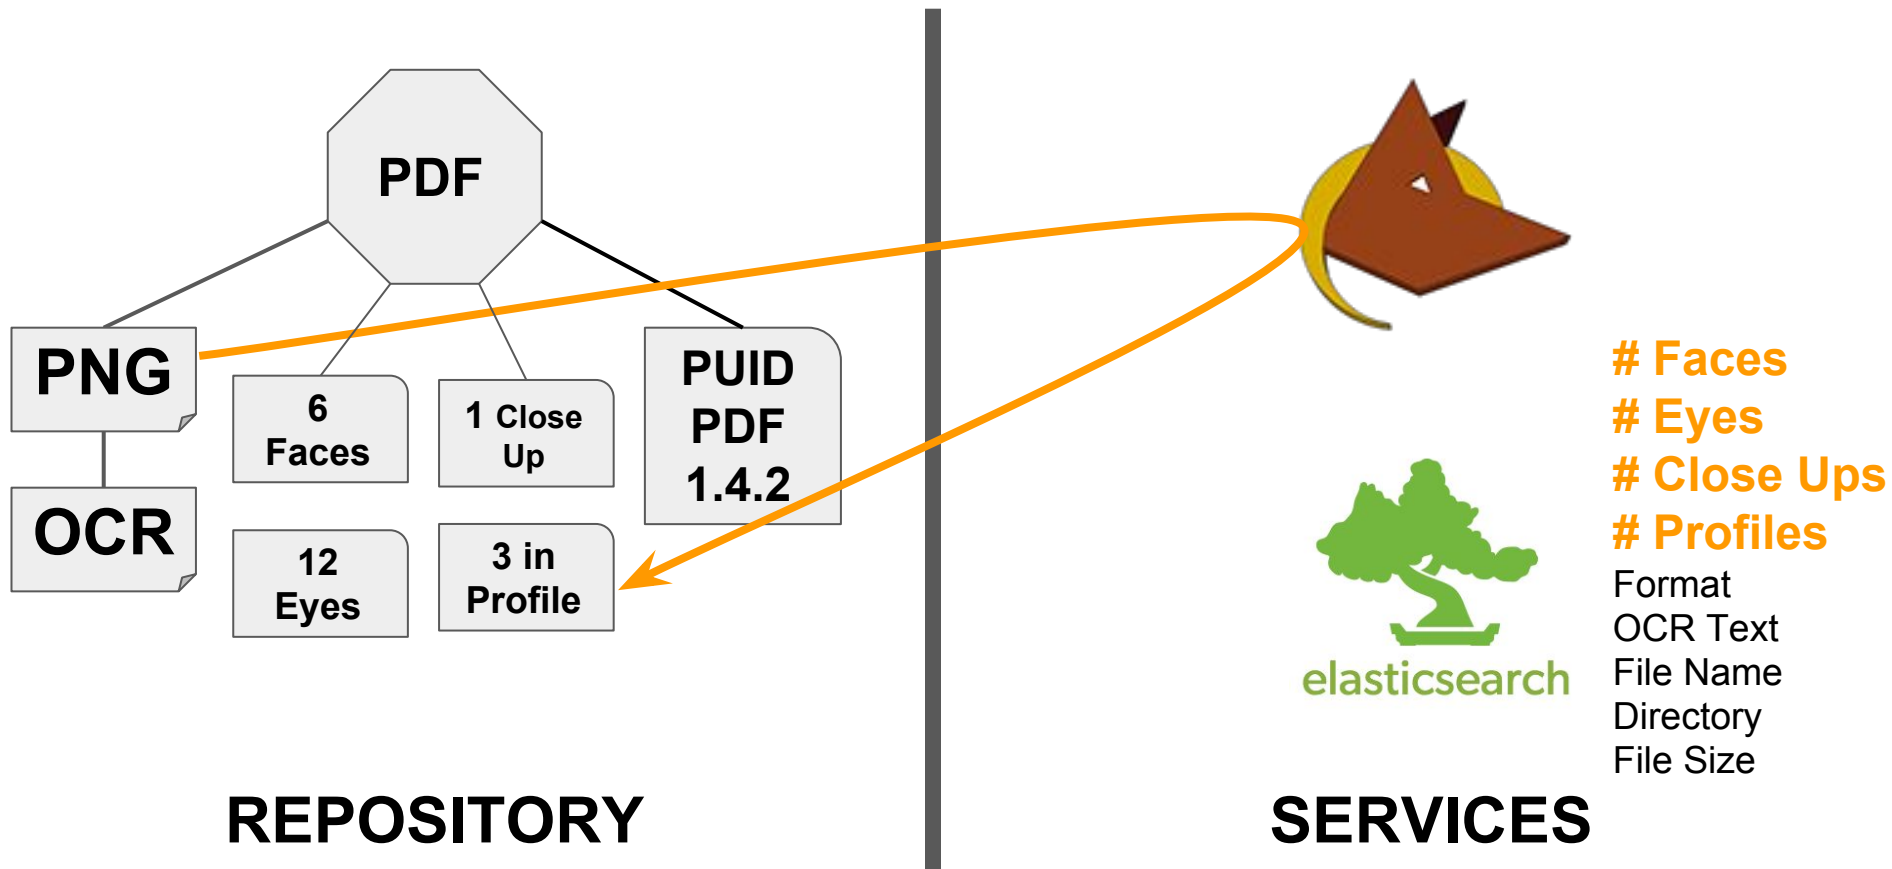 PDF
PNG
OCR
6
Faces
1 Close
Up
12
Eyes
3 in
Profile
PUID
PDF
1.4.2
REPOSITORY
# Faces
# Eyes
# Close Ups
# Profiles
Format
OCR Text
File Name
Directory
File Size
elasticsearch
SERVICES